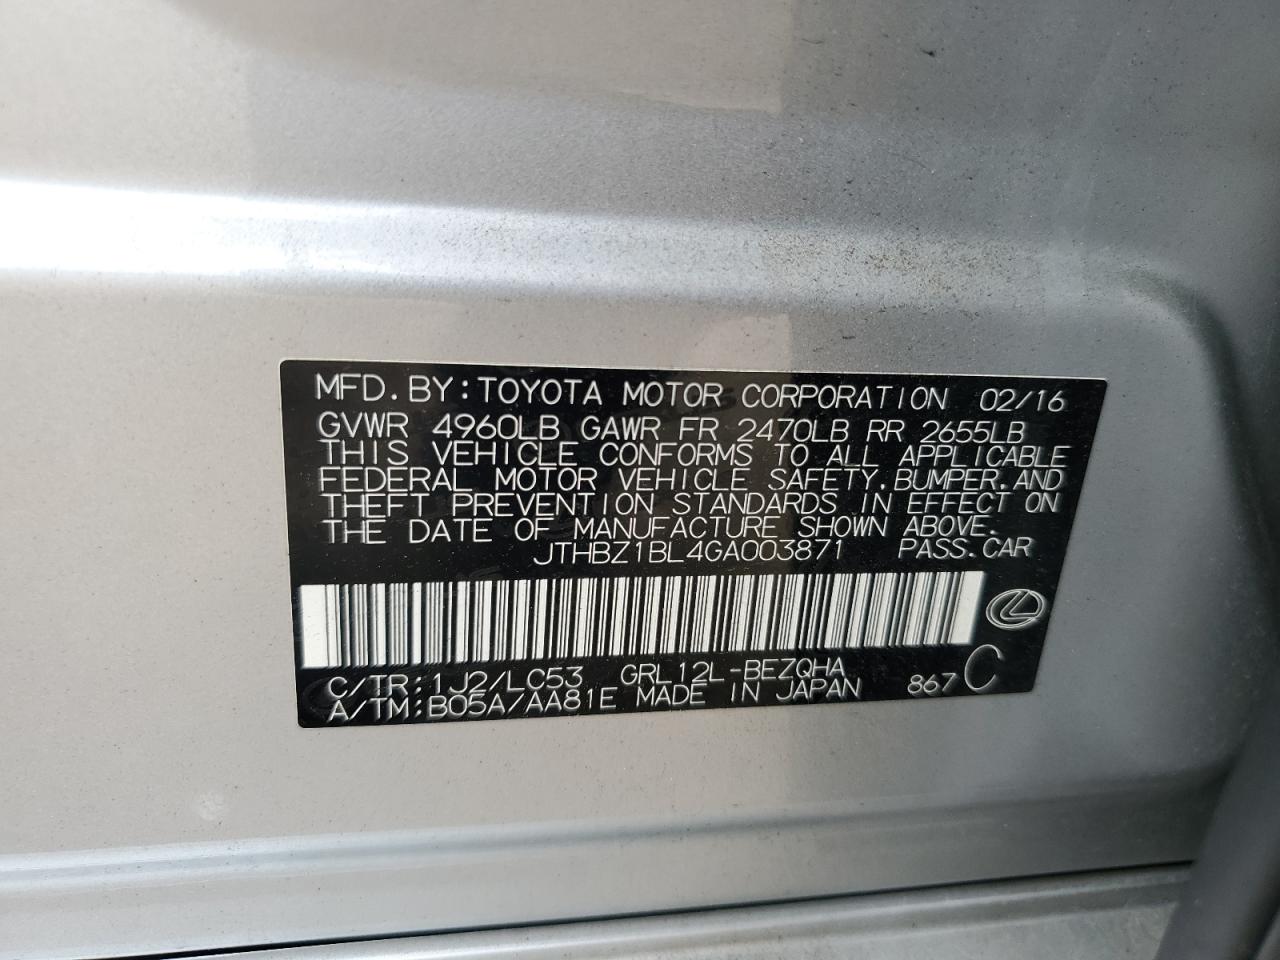 MFD. BY: TOYOTA MOTOR CORPORATION 02/16
GVWR 4960LB GAWR FR 2470LB RR 2655LB
THIS VEHICLE CONFORMS TO ALL APPLICABLE
FEDERAL MOTOR VEHICLE SAFETY, BUMPER, AND
THEFT PREVENTION STANDARDS IN EFFECT ON
THE DATE OF MANUFACTURE SHOWN ABOVE.
JTHBZ1BL4GA003871 PASS. CAR
C/TR: 1J2/LC53 GRL12L-BEZQHA
A/TM: B05A/AA81E MADE IN JAPAN 867 C